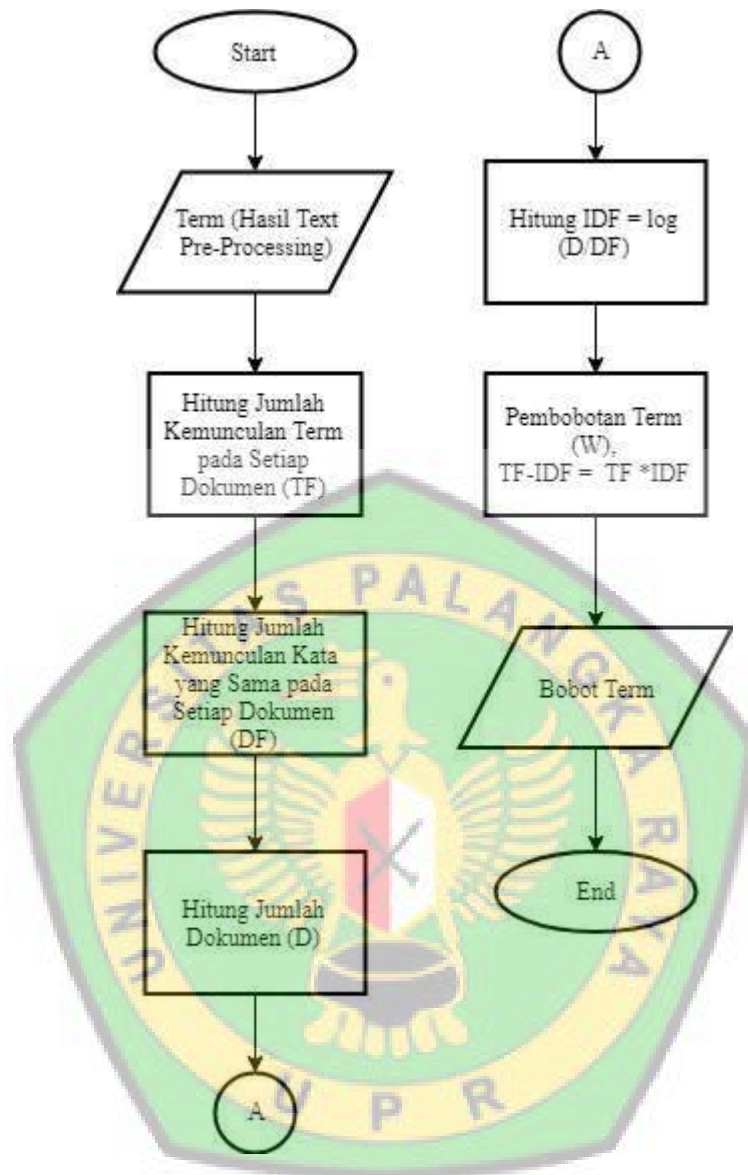 Start
Term (Hasil Text
Pre-Processing)
Hitung Jumlah
Kemunculan Term
pada Setiap
Dokumen (TF)
Hitung Jumlah
Kemunculan Kata
yang Sama pada
Setiap Dokumen
(DF)
Hitung Jumlah
Dokumen (D)
A
A
Hitung IDF = log
(D/DF)
Pembobotan Term
(W),
TF-IDF = TF *IDF
Bobot Term
End
UNIVERSITAS PALANGKA RAYA
UPR